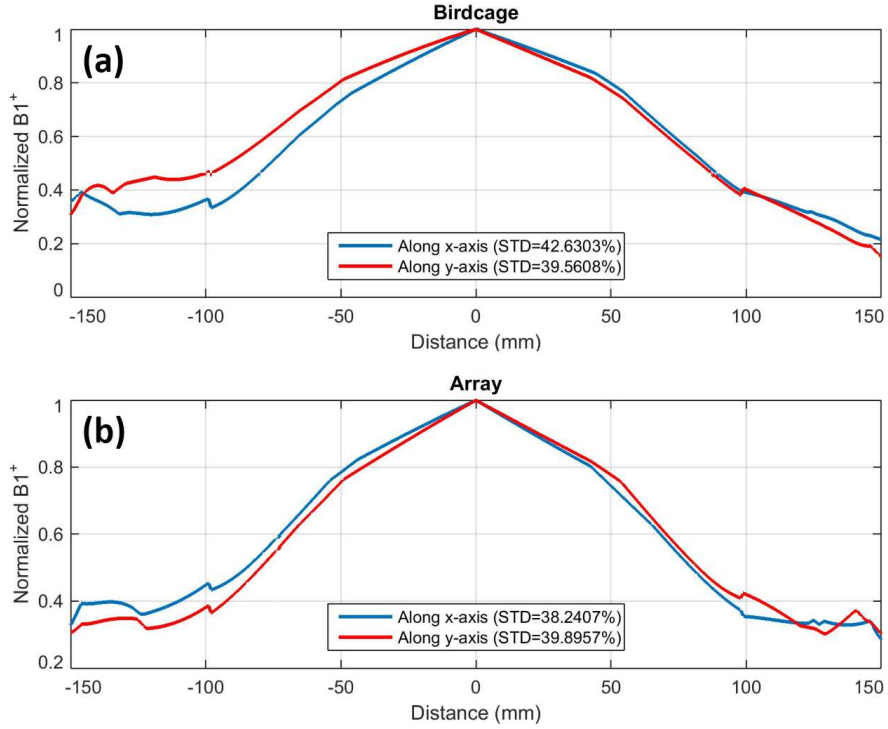 Birdcage
(a)
Normalized B1+
1
0.8
0.6
0.4
0.2
0
Along x-axis (STD=42.6303%)
Along y-axis (STD=39.5608%)
-150 -100 -50 0 50 100 150
Distance (mm)
Array
(b)
Normalized B1+
1
0.8
0.6
0.4
0.2
Along x-axis (STD=38.2407%)
Along y-axis (STD=39.8957%)
-150 -100 -50 0 50 100 150
Distance (mm)